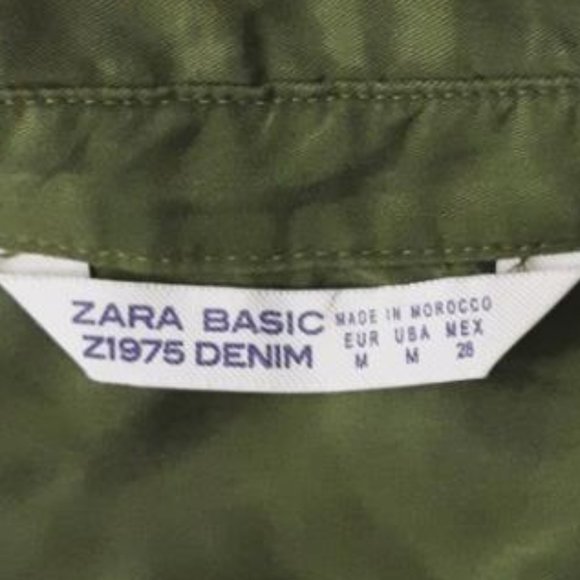 ZARA BASIC
Z1975 DENIM
MADE IN MOROCCO
EUR USA MEX
M M 28